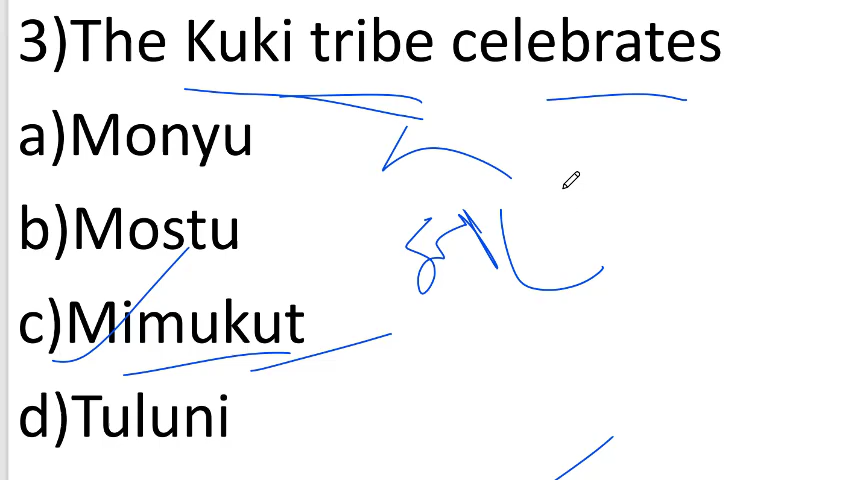 3)The Kuki tribe celebrates
a)Monyu
b)Mostu
c)Mimukut
d)Tuluni